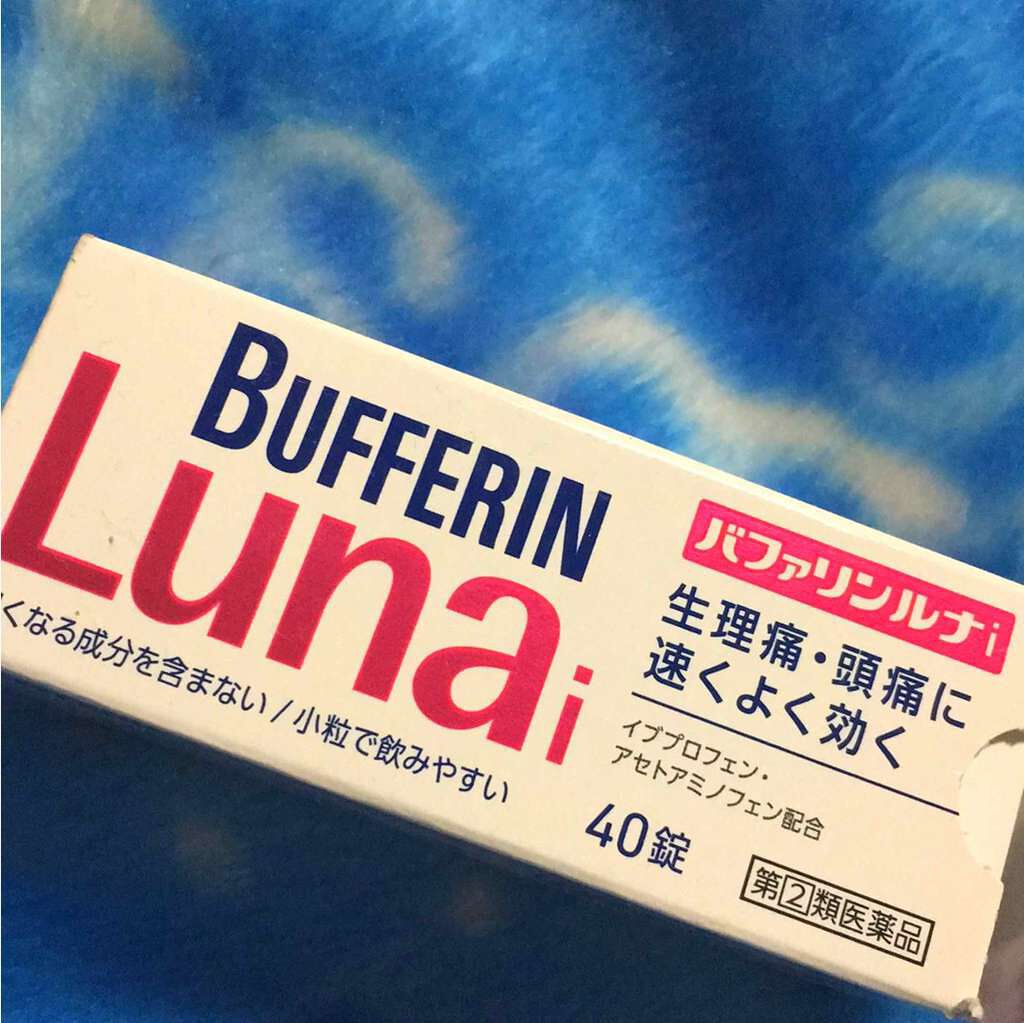 BUFFERIN
Lunai
くなる成分を含まない/小粒で飲みやすい
バファリンルナi
生理痛・頭痛に
速くよく効く
イブプロフェン・
アセトアミノフェン配合
40錠
第②類医薬品